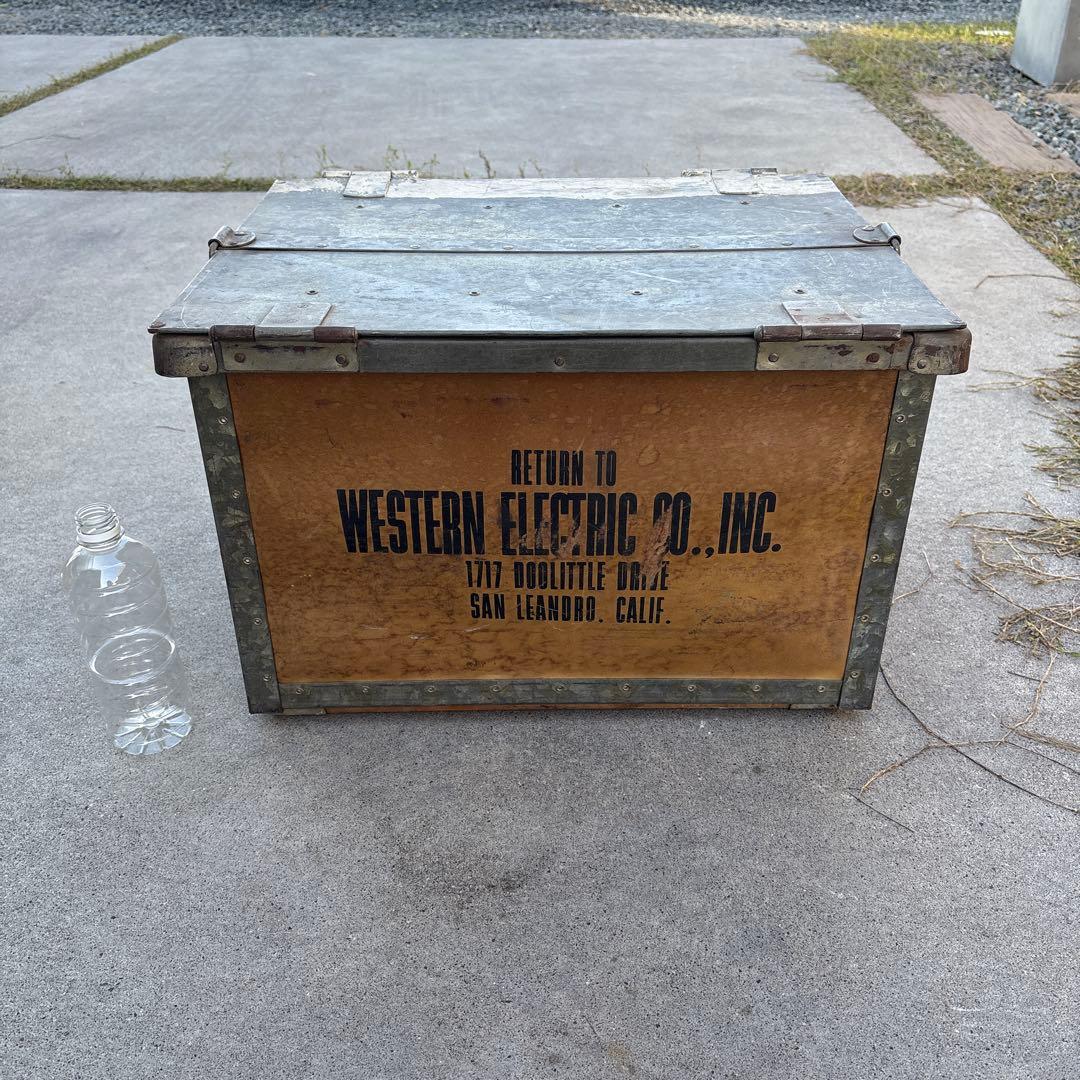 RETURN TO
WESTERN ELECTRIC CO., INC.
1717 DOOLITTLE DRIVE
SAN LEANDRO. CALIF.